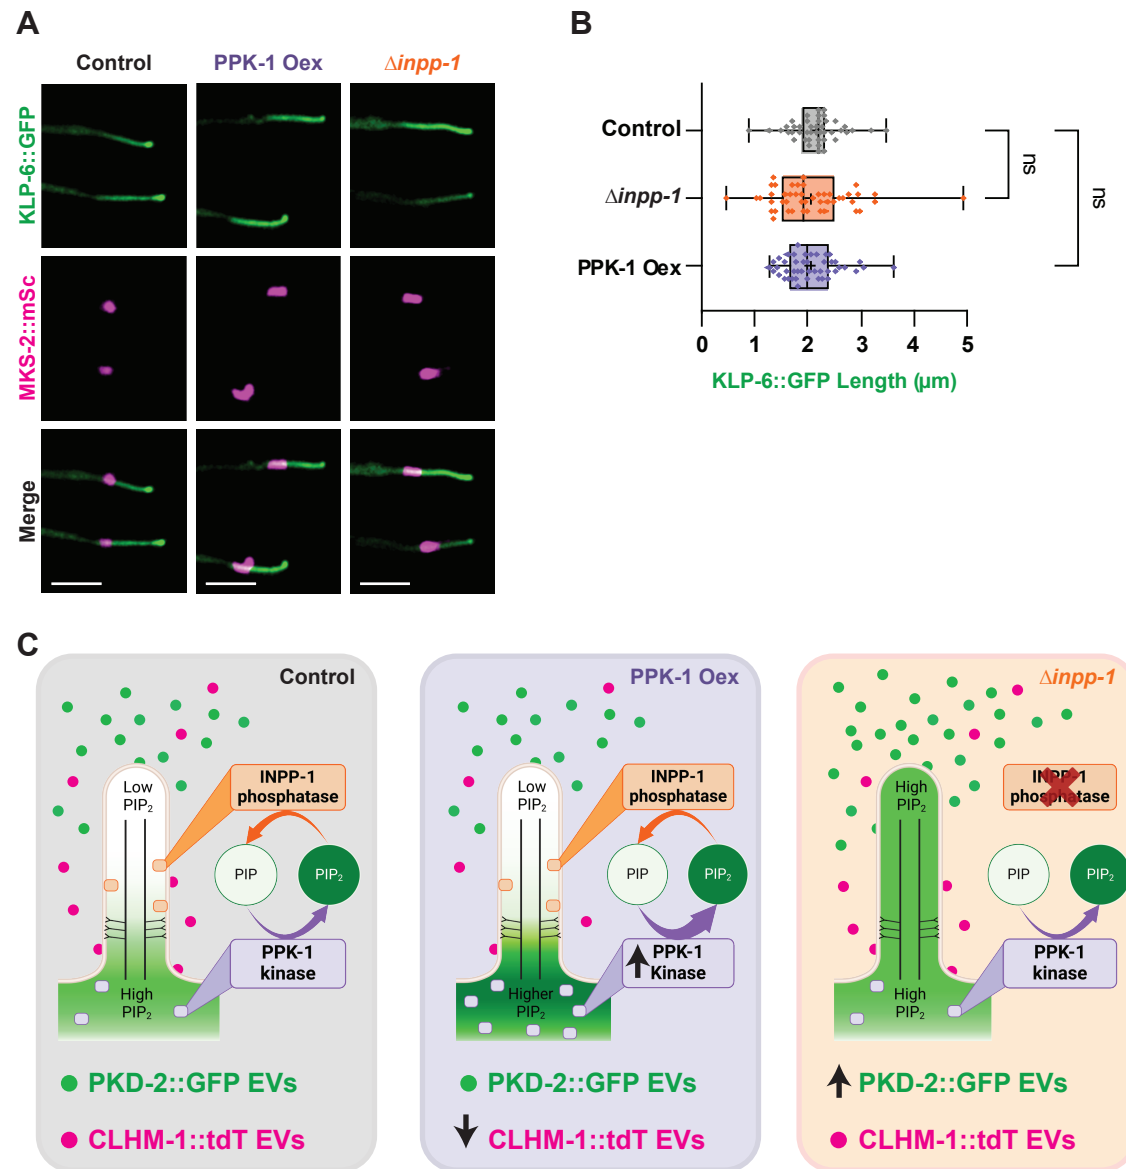 A
Control
PPK-1 Oex
Δinpp-1
KLP-6::GFP
MKS-2::mSc
Merge
B
Control
Δinpp-1
PPK-1 Oex
ns
ns
0 1 2 3 4 5
KLP-6::GFP Length (µm)
C
Control
Low
PIP₂
INPP-1
phosphatase
PIP
PIP₂
PPK-1
kinase
High
PIP₂
PKD-2::GFP EVs
CLHM-1::tdT EVs
PPK-1 Oex
Low
PIP₂
INPP-1
phosphatase
PIP
PIP₂
PPK-1
Kinase
Higher
PIP₂
PKD-2::GFP EVs
CLHM-1::tdT EVs
Δinpp-1
High
PIP₂
INPP-1
phosphatase
PIP
PIP₂
PPK-1
kinase
High
PIP₂
PKD-2::GFP EVs
CLHM-1::tdT EVs